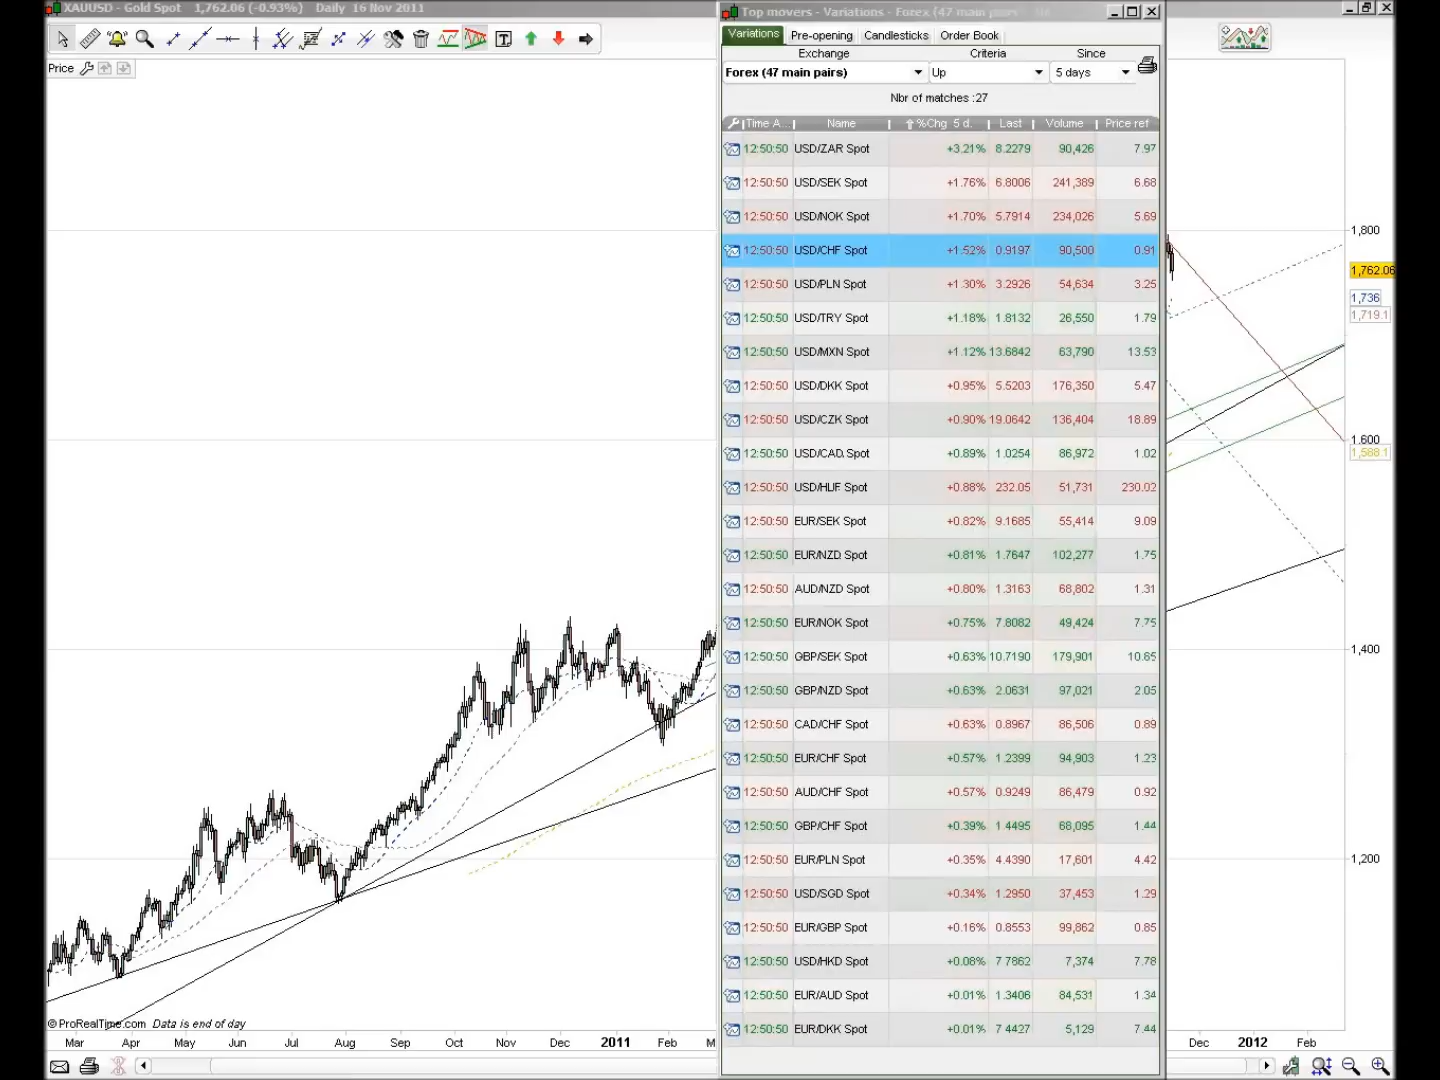 XAUUSD - Gold Spot 1,762.06 (-0.93%) Daily 16 Nov 2011
Top movers - Variations - Forex (47 main pairs)
Variations Pre-opening Candlesticks Order Book
Price
Exchange Criteria Since
Forex (47 main pairs) Up 5 days
Nbr of matches :27
Time A... Name %Chg 5 d. Last Volume Price ref
12:50:50 USD/ZAR Spot +3.21% 8.2279 90,426 7.97
12:50:50 USD/SEK Spot +1.76% 6.8006 241,389 6.68
12:50:50 USD/NOK Spot +1.70% 5.7914 234,026 5.69
12:50:50 USD/CHF Spot +1.52% 0.9197 90,500 0.91
12:50:50 USD/PLN Spot +1.30% 3.2926 54,634 3.25
12:50:50 USD/TRY Spot +1.18% 1.8132 26,550 1.79
12:50:50 USD/MXN Spot +1.12% 13.6842 63,790 13.53
12:50:50 USD/DKK Spot +0.95% 5.5203 176,350 5.47
12:50:50 USD/CZK Spot +0.90% 19.0642 136,404 18.89
12:50:50 USD/CAD Spot +0.89% 1.0254 86,972 1.02
12:50:50 USD/HUF Spot +0.88% 232.05 51,731 230.02
12:50:50 EUR/SEK Spot +0.82% 9.1685 55,414 9.09
12:50:50 EUR/NZD Spot +0.81% 1.7647 102,277 1.75
12:50:50 AUD/NZD Spot +0.80% 1.3163 68,802 1.31
12:50:50 EUR/NOK Spot +0.75% 7.8082 49,424 7.75
12:50:50 GBP/SEK Spot +0.63% 10.7190 179,901 10.65
12:50:50 GBP/NZD Spot +0.63% 2.0631 97,021 2.05
12:50:50 CAD/CHF Spot +0.63% 0.8967 86,506 0.89
12:50:50 EUR/CHF Spot +0.57% 1.2399 94,903 1.23
12:50:50 AUD/CHF Spot +0.57% 0.9249 86,479 0.92
12:50:50 GBP/CHF Spot +0.39% 1.4495 68,095 1.44
12:50:50 EUR/PLN Spot +0.35% 4.4390 17,601 4.42
12:50:50 USD/SGD Spot +0.34% 1.2950 37,453 1.29
12:50:50 EUR/GBP Spot +0.16% 0.8553 99,862 0.85
12:50:50 USD/HKD Spot +0.08% 7.7862 7,374 7.78
12:50:50 EUR/AUD Spot +0.01% 1.3406 84,531 1.34
12:50:50 EUR/DKK Spot +0.01% 7.4427 5,129 7.44
1,800
1,762.06
1,736
1,719.1
1,600
1,588.1
1,400
1,200
© ProRealTime.com Data is end of day
Mar Apr May Jun Jul Aug Sep Oct Nov Dec 2011 Feb M Dec 2012 Feb